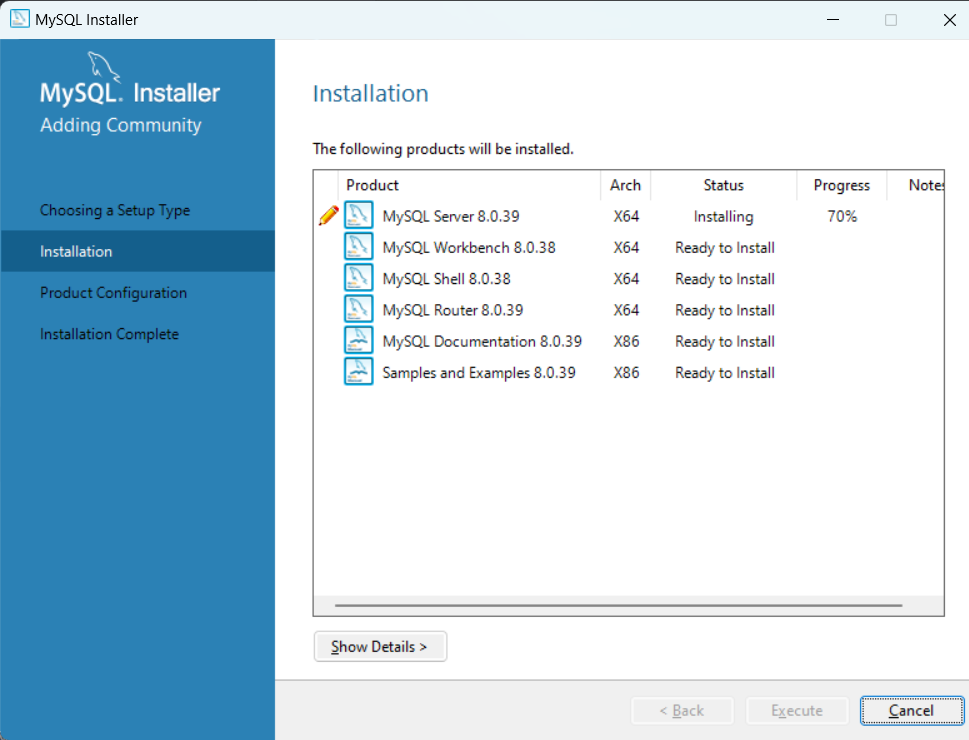 MySQL Installer
MySQL. Installer
Adding Community
Choosing a Setup Type
Installation
Product Configuration
Installation Complete
Installation
The following products will be installed.
Product Arch Status Progress Notes
MySQL Server 8.0.39 X64 Installing 70%
MySQL Workbench 8.0.38 X64 Ready to Install
MySQL Shell 8.0.38 X64 Ready to Install
MySQL Router 8.0.39 X64 Ready to Install
MySQL Documentation 8.0.39 X86 Ready to Install
Samples and Examples 8.0.39 X86 Ready to Install
Show Details >
< Back Execute Cancel